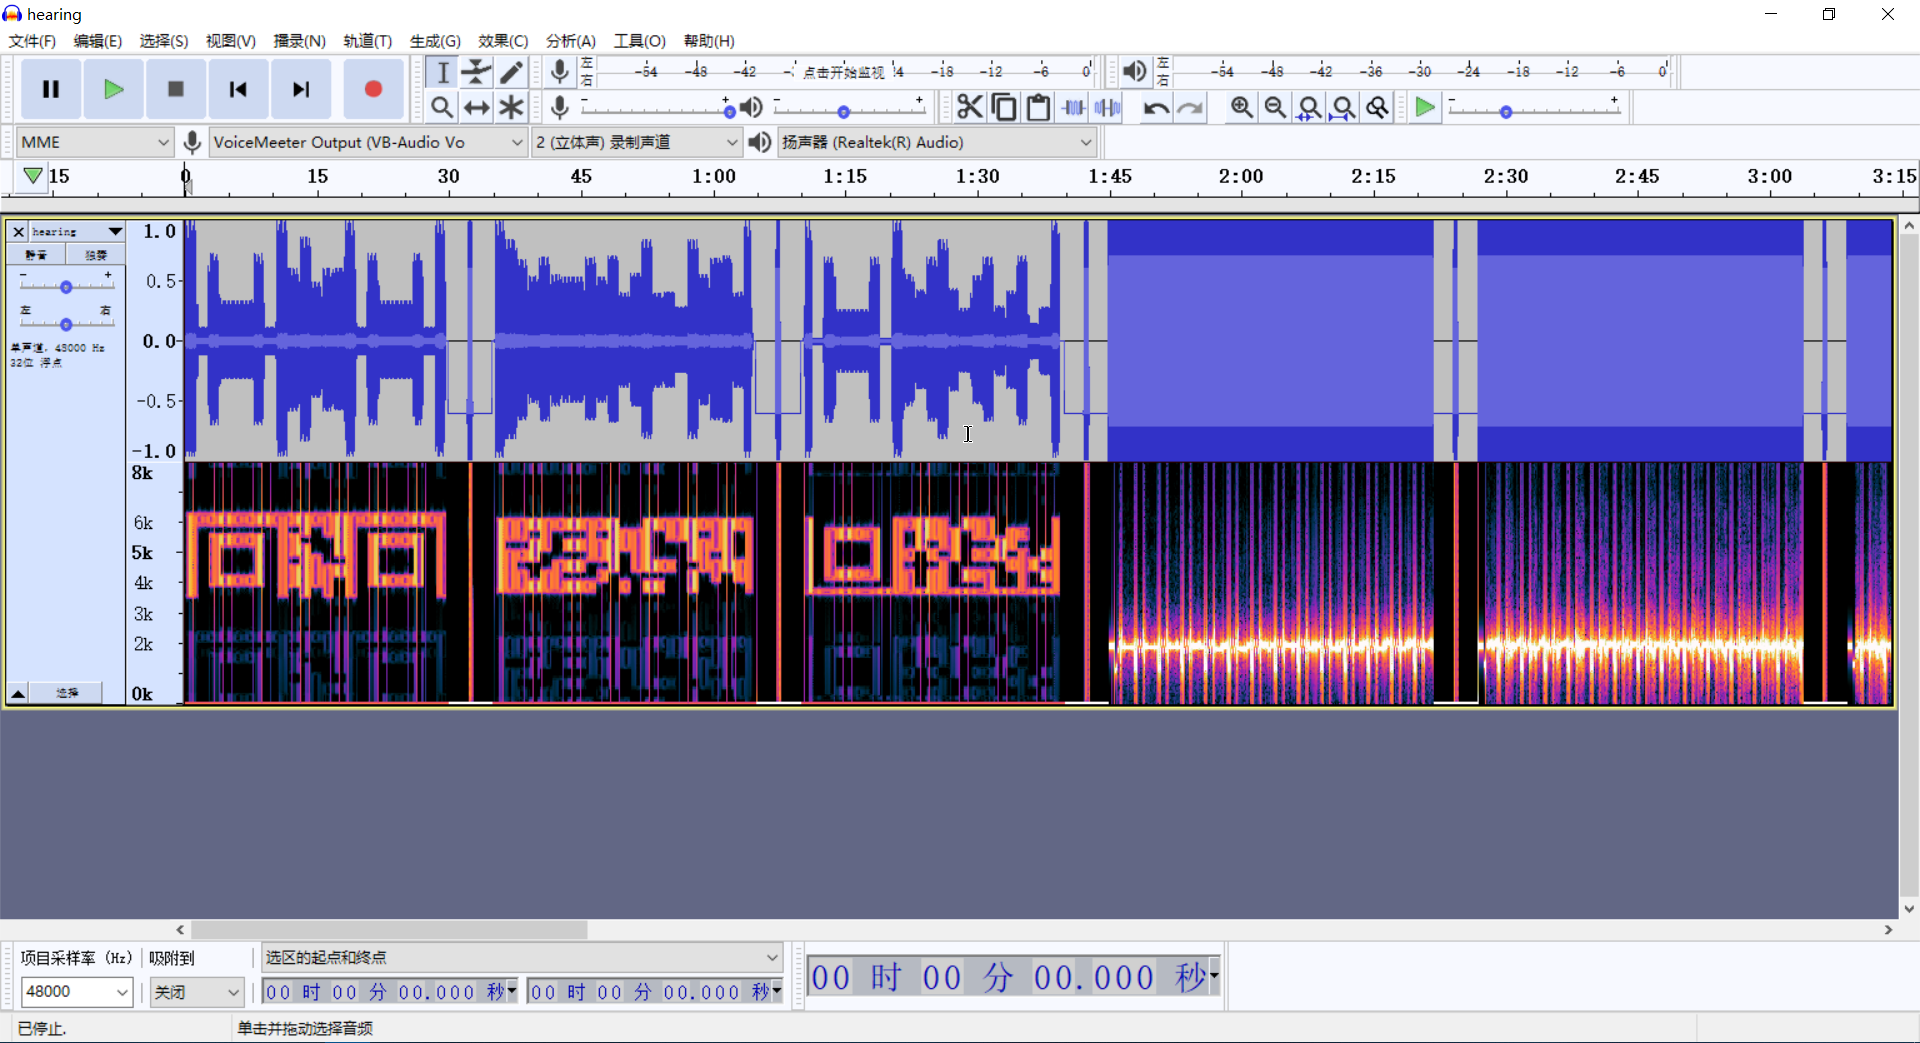 hearing
文件(F) 编辑(E) 选择(S) 视图(V) 播录(N) 轨道(T) 生成(G) 效果(C) 分析(A) 工具(O) 帮助(H)
左 -54 -48 -42 点击开始监视 -18 -12 -6 0 左 -54 -48 -42 -36 -30 -24 -18 -12 -6 0
右 右
- + - + - +
MME VoiceMeeter Output (VB-Audio Vo 2 (立体声) 录制声道 扬声器 (Realtek(R) Audio)
15 0 15 30 45 1:00 1:15 1:30 1:45 2:00 2:15 2:30 2:45 3:00 3:15
hearing
静音 独奏
- +
左 右
单声道, 48000 Hz
32位 浮点
选择
1.0
0.5
0.0
-0.5
-1.0
8k
6k
5k
4k
3k
2k
0k
项目采样率 (Hz) 吸附到 选区的起点和终点
48000 关闭 00 时 00 分 00.000 秒 00 时 00 分 00.000 秒
00 时 00 分 00.000 秒
已停止. 单击并拖动选择音频